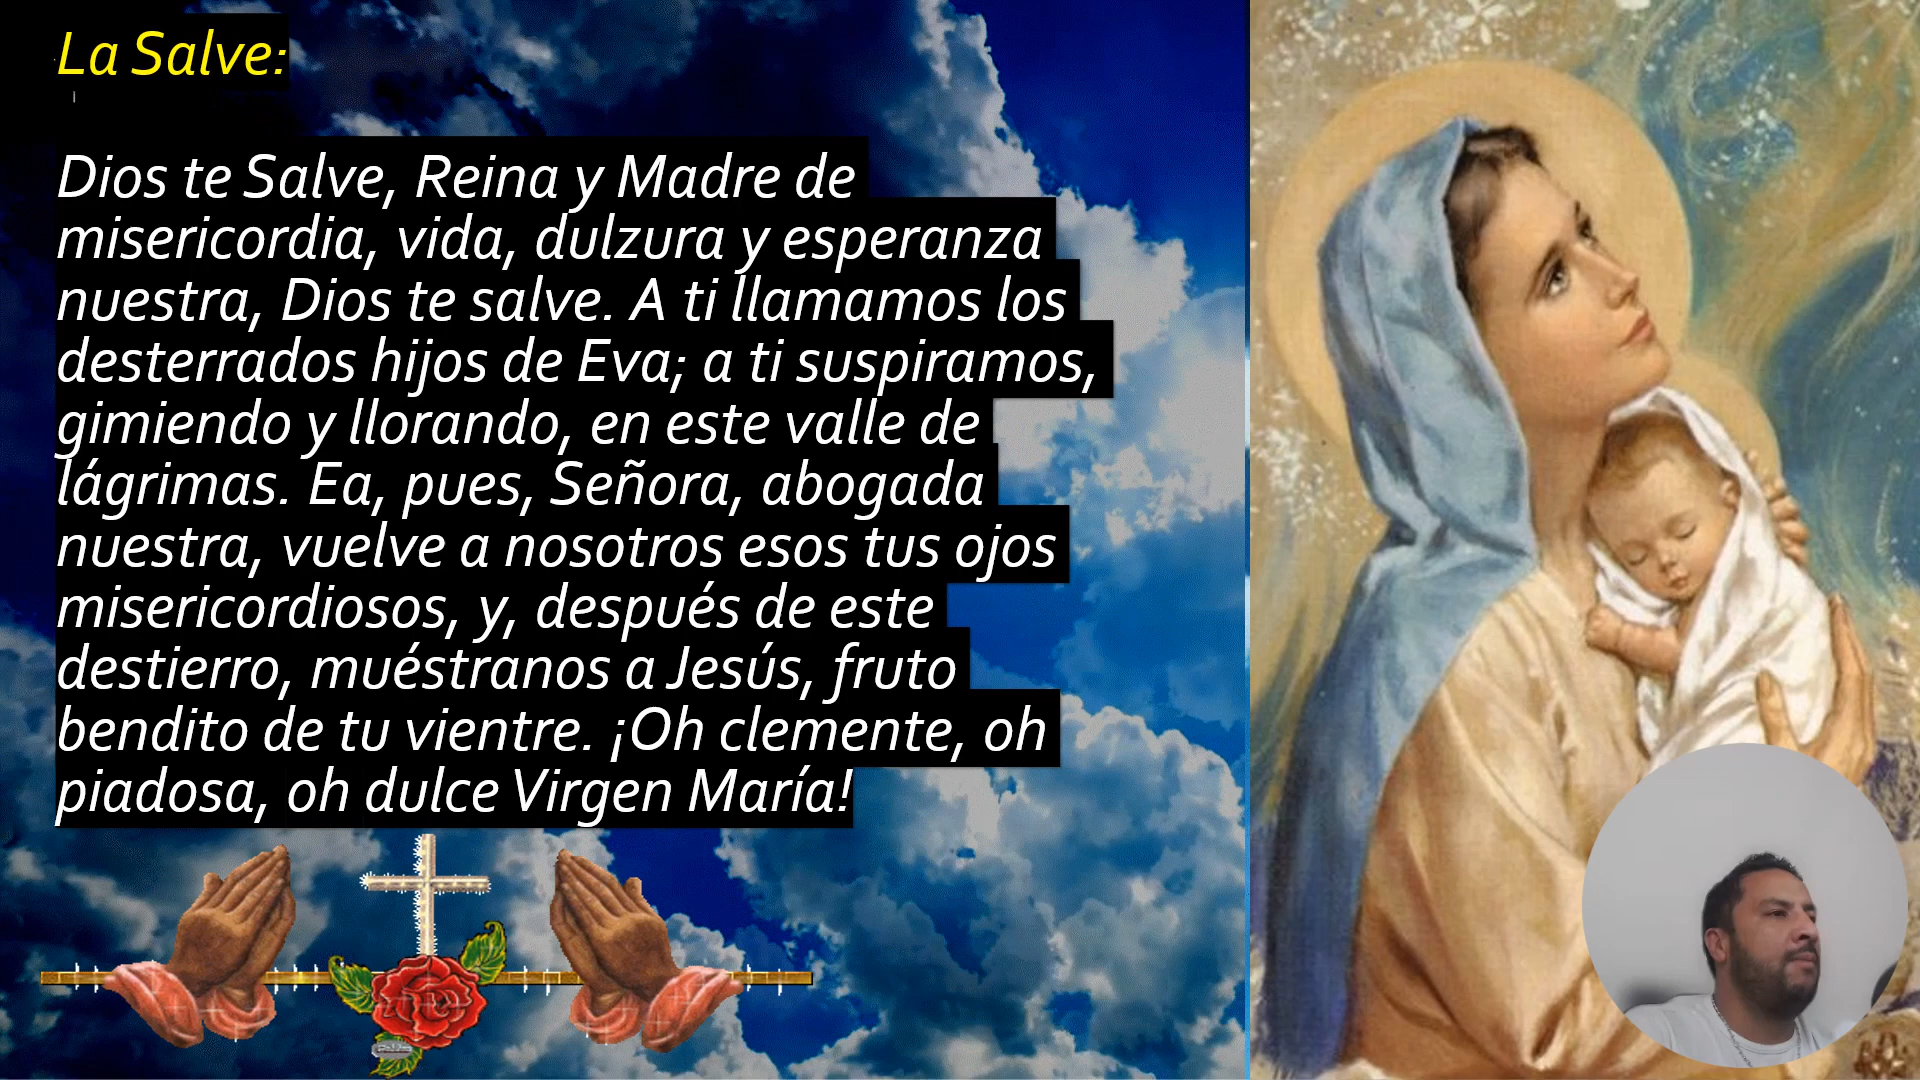 La Salve:
Dios te Salve, Reina y Madre de
misericordia, vida, dulzura y esperanza
nuestra, Dios te salve. A ti llamamos los
desterrados hijos de Eva; a ti suspiramos,
gimiendo y llorando, en este valle de
lágrimas. Ea, pues, Señora, abogada
nuestra, vuelve a nosotros esos tus ojos
misericordiosos, y, después de este
destierro, muéstranos a Jesús, fruto
bendito de tu vientre. ¡Oh clemente, oh
piadosa, oh dulce Virgen María!